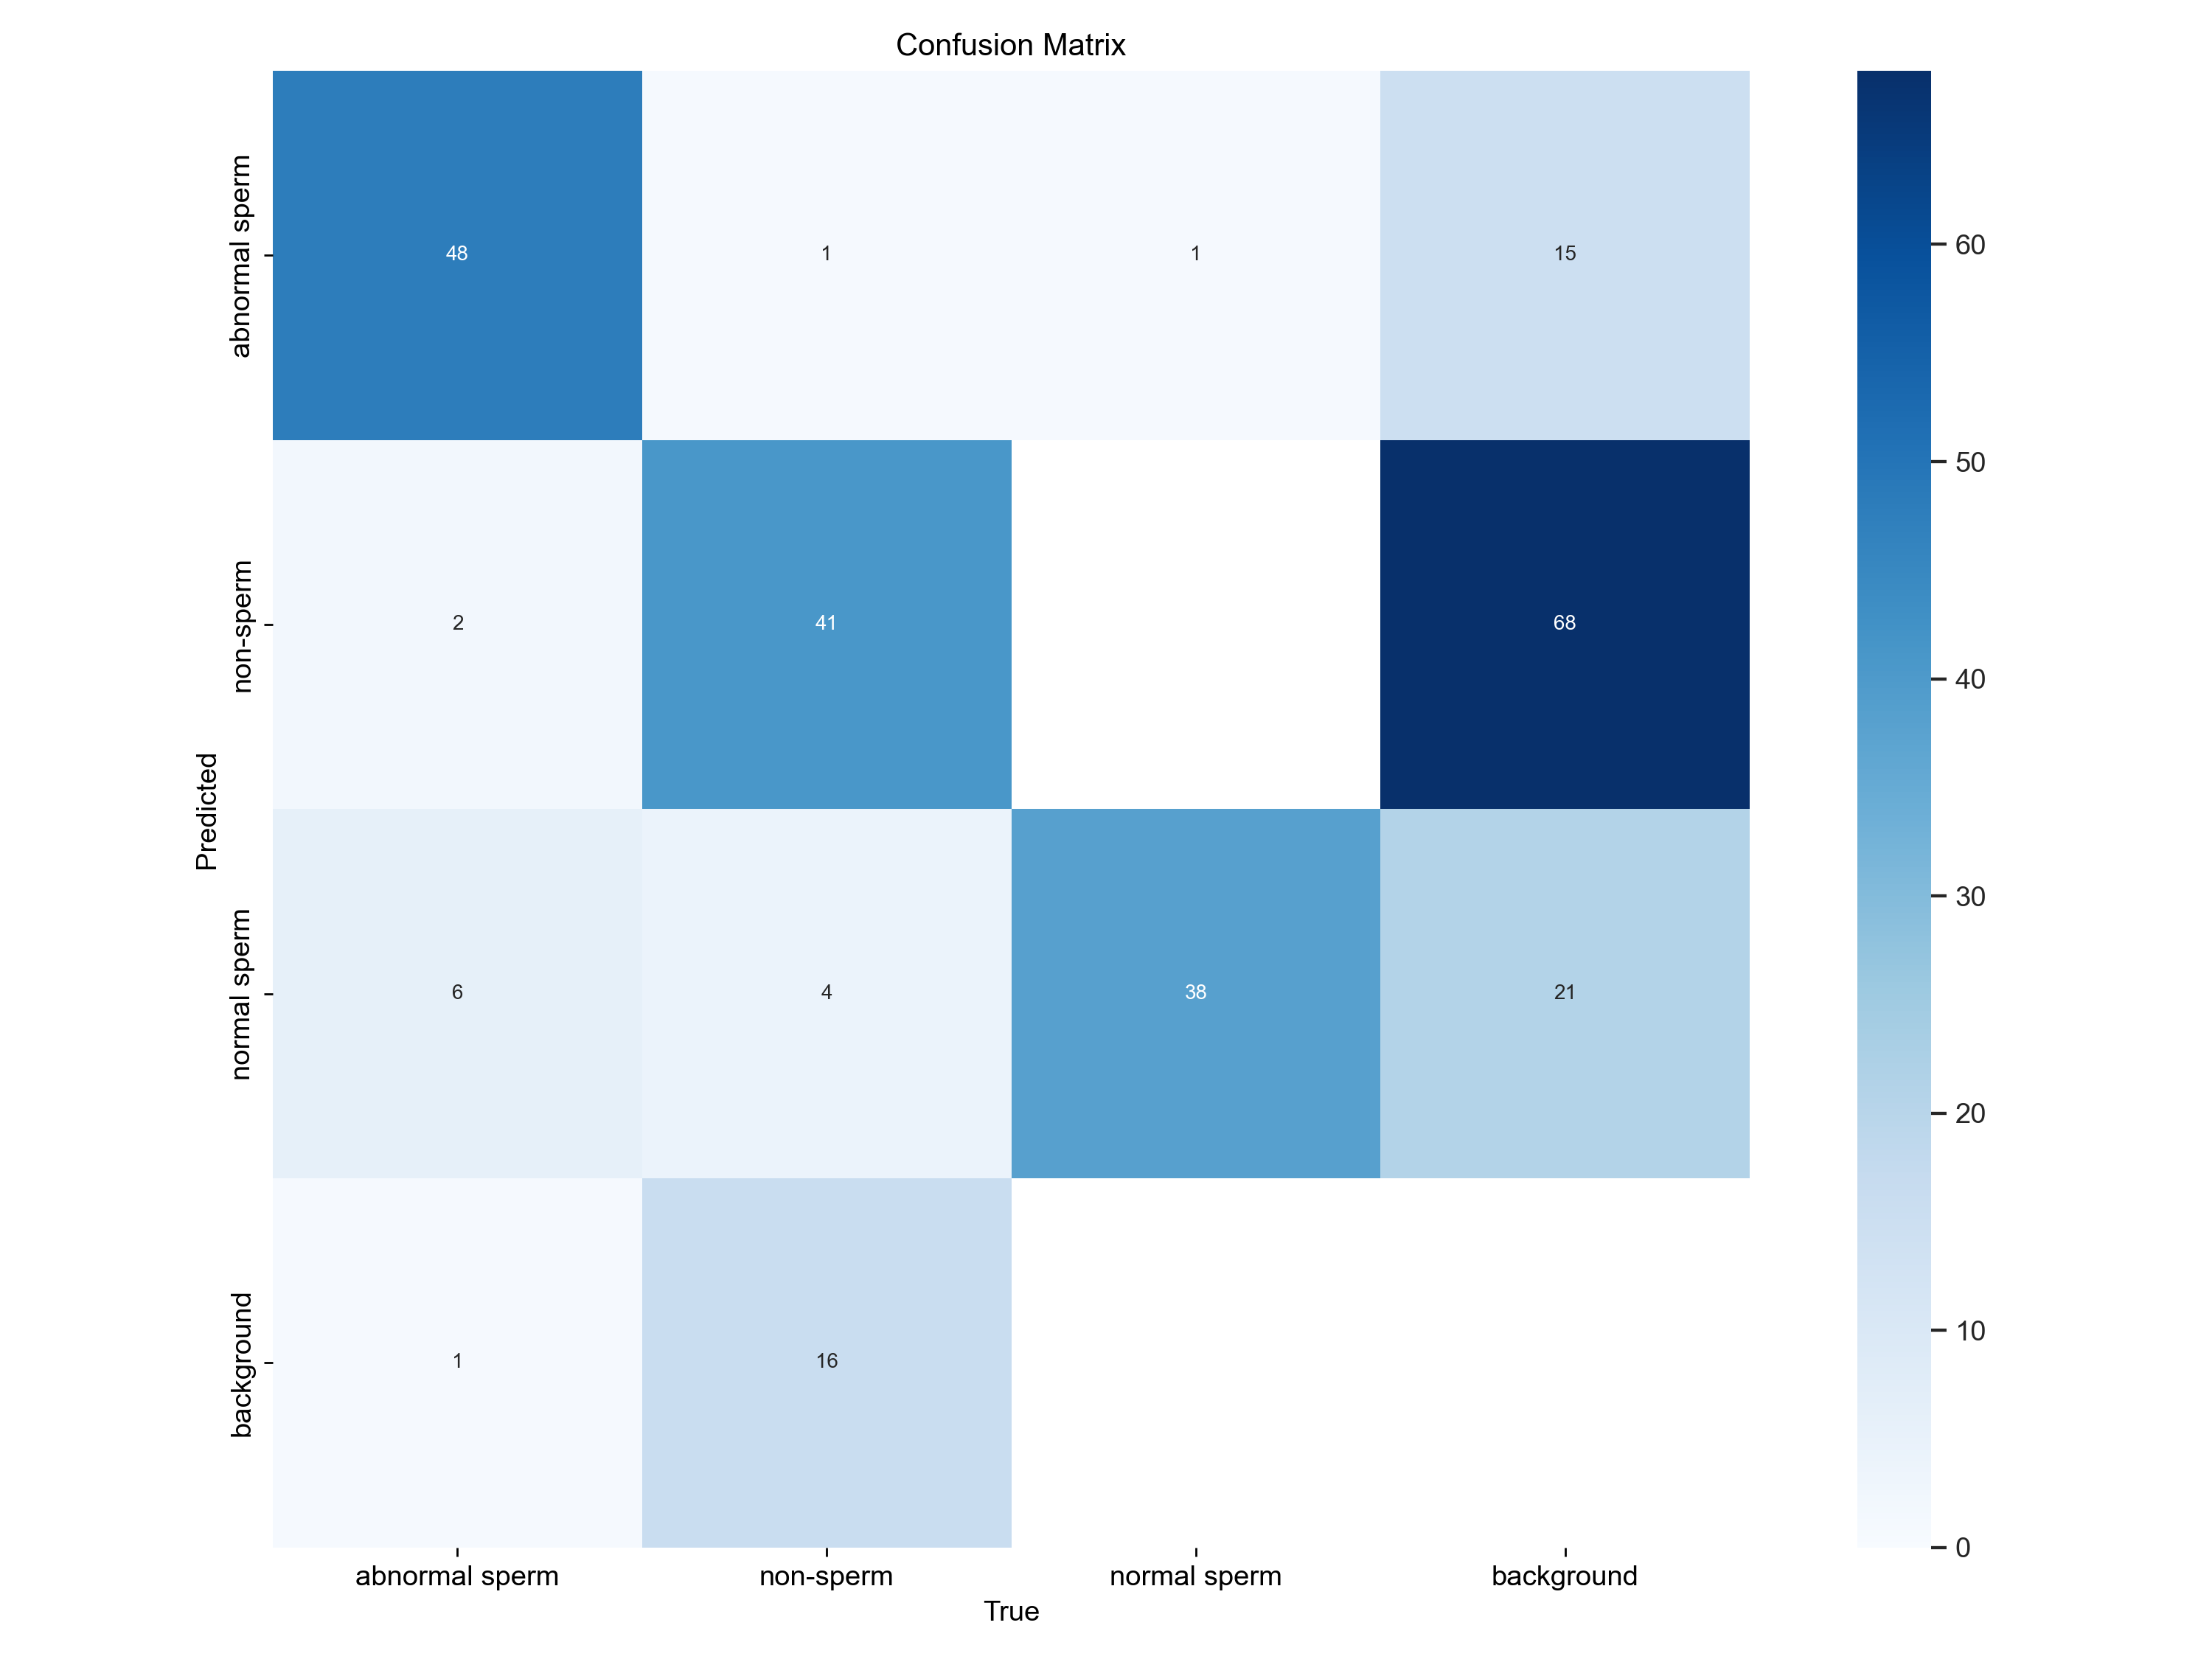 Confusion Matrix
abnormal sperm
48 1 1 15
60
50
non-sperm
2 41 68
40
Predicted
30
normal sperm
6 4 38 21
20
background
1 16
10
0
abnormal sperm non-sperm normal sperm background
True